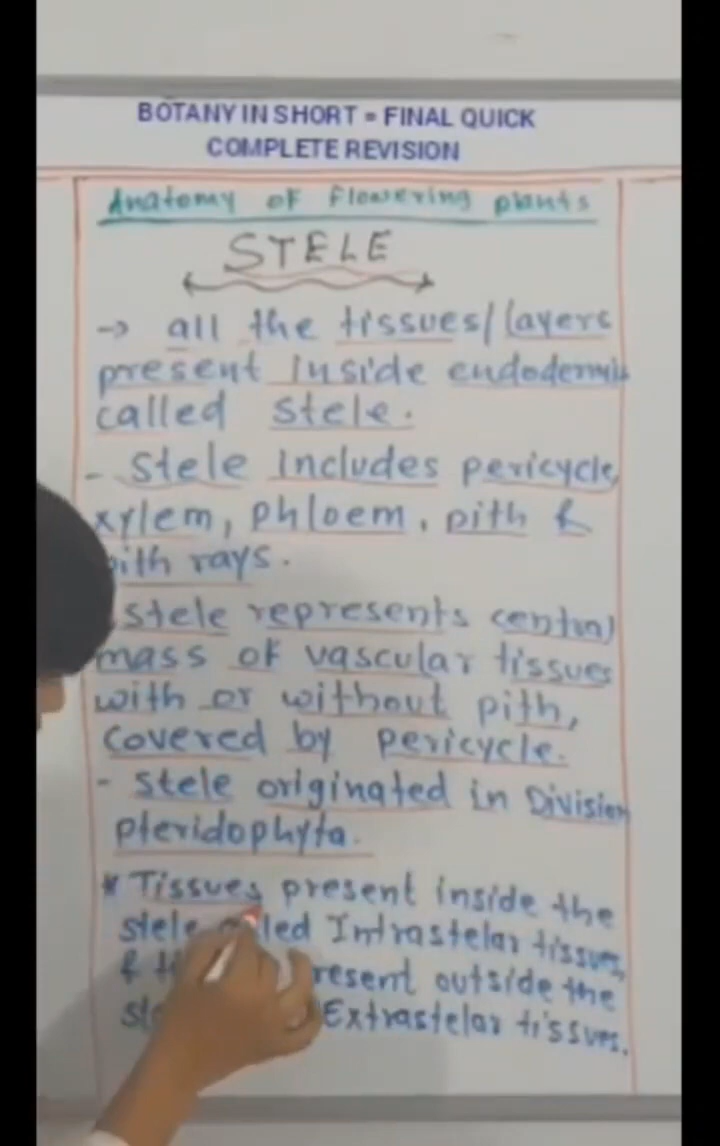 BOTANY IN SHORT = FINAL QUICK
COMPLETE REVISION
Anatomy of Flowering plants
STELE
→ all the tissues/layers
present Inside endodermis
called stele.
- Stele Includes pericycle,
xylem, phloem, pith &
pith rays.
stele represents central
mass of vascular tissues
with or without pith,
covered by pericycle.
- Stele originated in Division
pteridophyta.
* Tissues present inside the
stele called Intrastelar tissues,
& present outside the
Extrastelar tissues.